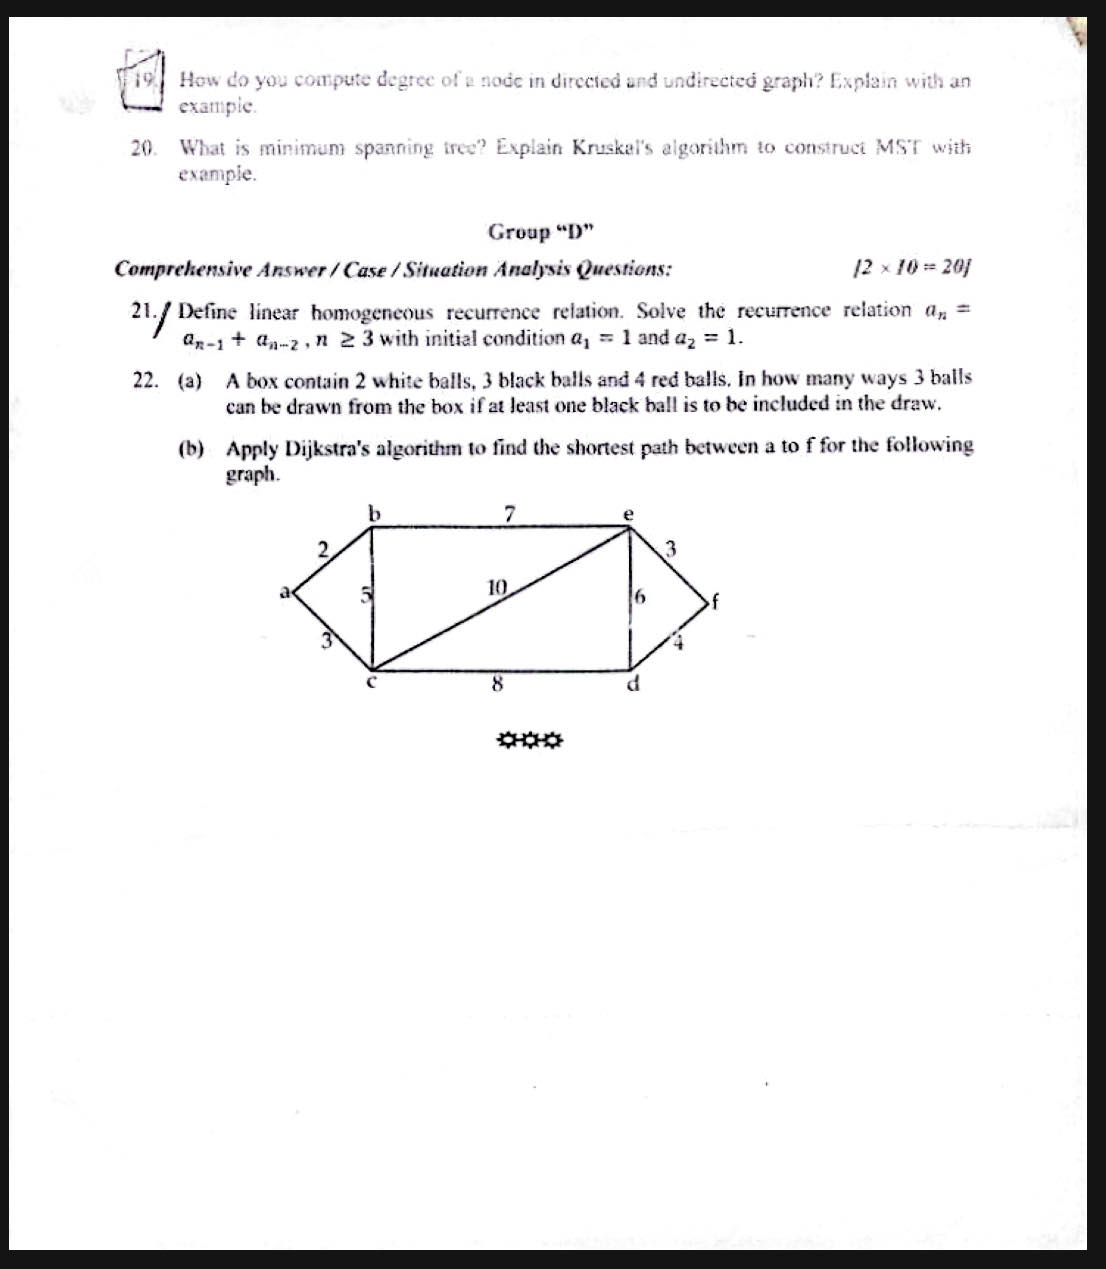 19. How do you compute degree of a node in directed and undirected graph? Explain with an
example.
20. What is minimum spanning tree? Explain Kruskal's algorithm to construct MST with
example.
Group “D”
Comprehensive Answer / Case / Situation Analysis Questions: [2 × 10 = 20]
21. Define linear homogeneous recurrence relation. Solve the recurrence relation aₙ =
aₙ₋₁ + aₙ₋₂ , n ≥ 3 with initial condition a₁ = 1 and a₂ = 1.
22. (a) A box contain 2 white balls, 3 black balls and 4 red balls. in how many ways 3 balls
can be drawn from the box if at least one black ball is to be included in the draw.
(b) Apply Dijkstra's algorithm to find the shortest path between a to f for the following
graph.
b 7 e
2 3
a 5 10 6 f
3 4
c 8 d